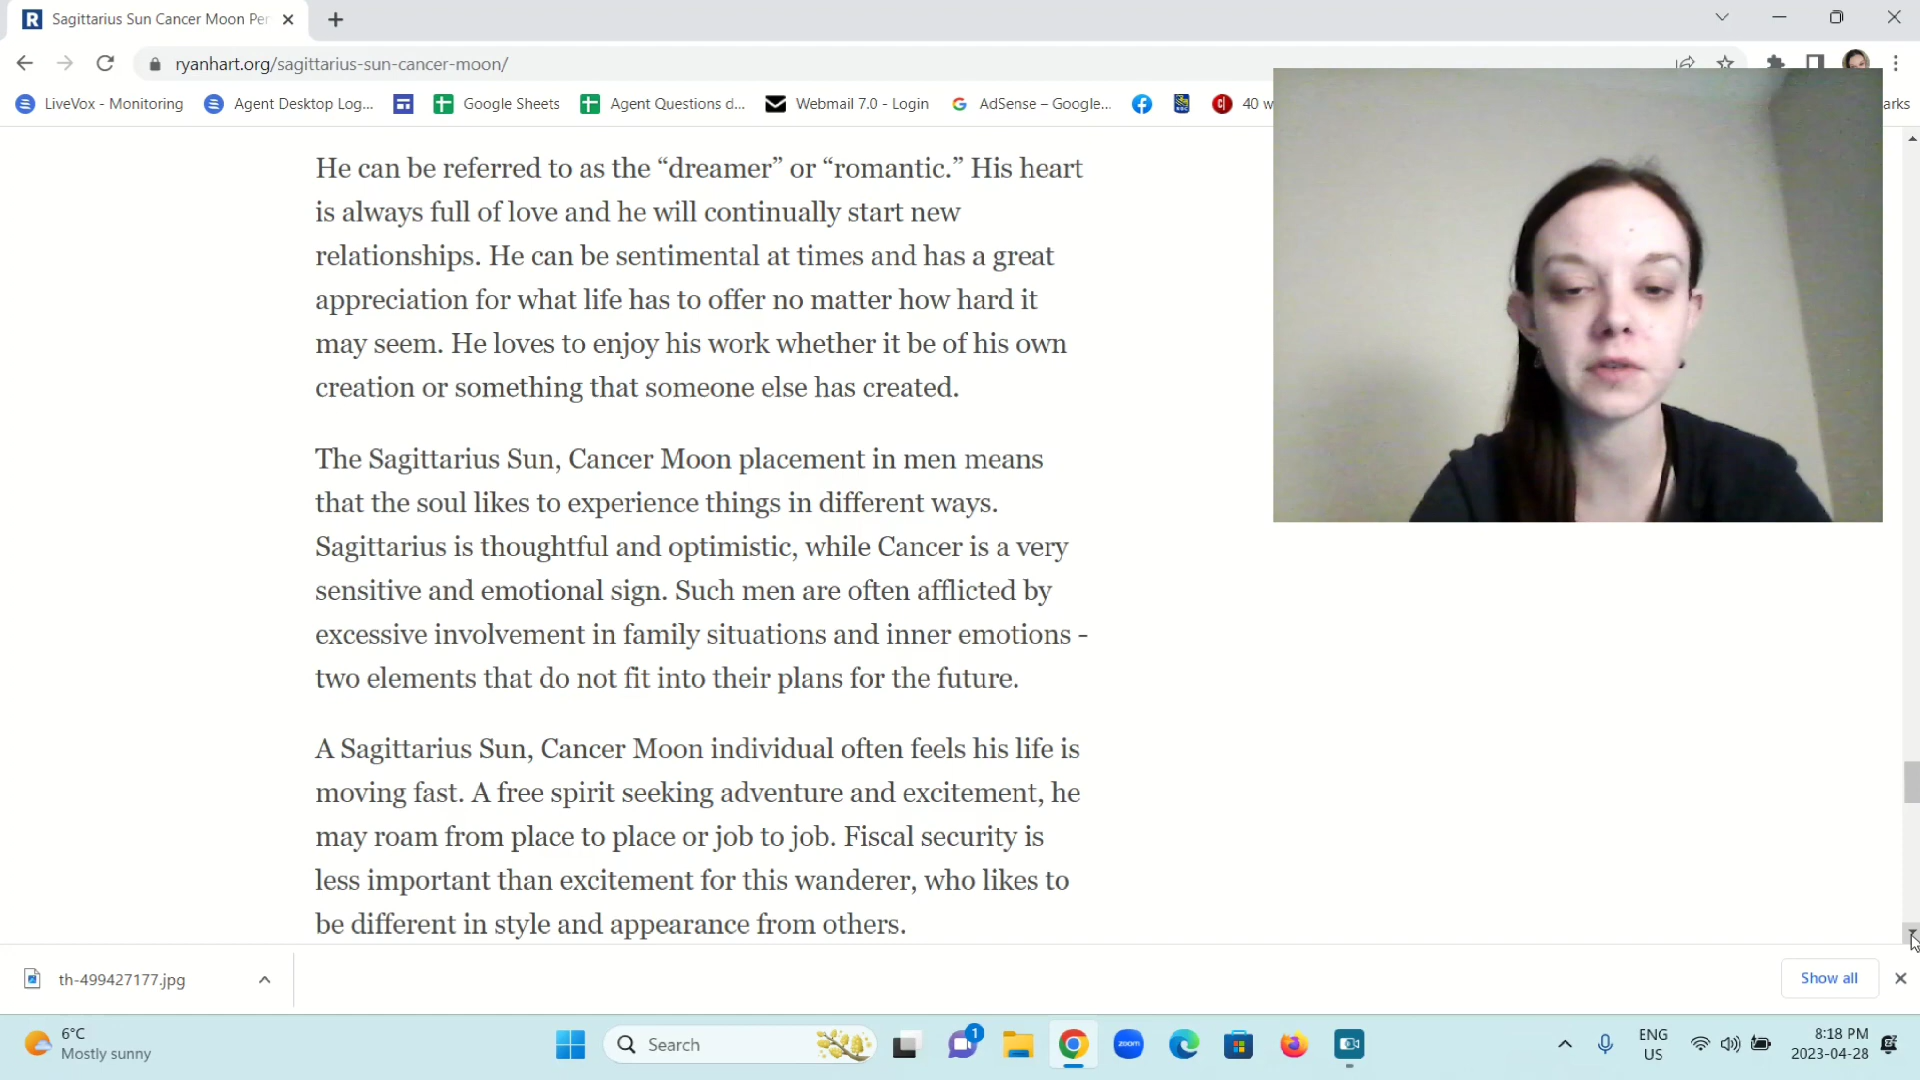 Sagittarius Sun Cancer Moon Per
ryanhart.org/sagittarius-sun-cancer-moon/
LiveVox - Monitoring
Agent Desktop Log...
Google Sheets
Agent Questions d...
Webmail 7.0 - Login
AdSense – Google...
40 w
arks
He can be referred to as the “dreamer” or “romantic.” His heart
is always full of love and he will continually start new
relationships. He can be sentimental at times and has a great
appreciation for what life has to offer no matter how hard it
may seem. He loves to enjoy his work whether it be of his own
creation or something that someone else has created.
The Sagittarius Sun, Cancer Moon placement in men means
that the soul likes to experience things in different ways.
Sagittarius is thoughtful and optimistic, while Cancer is a very
sensitive and emotional sign. Such men are often afflicted by
excessive involvement in family situations and inner emotions -
two elements that do not fit into their plans for the future.
A Sagittarius Sun, Cancer Moon individual often feels his life is
moving fast. A free spirit seeking adventure and excitement, he
may roam from place to place or job to job. Fiscal security is
less important than excitement for this wanderer, who likes to
be different in style and appearance from others.
th-499427177.jpg
Show all
6°C
Mostly sunny
Search
1
zoom
ENG
US
8:18 PM
2023-04-28